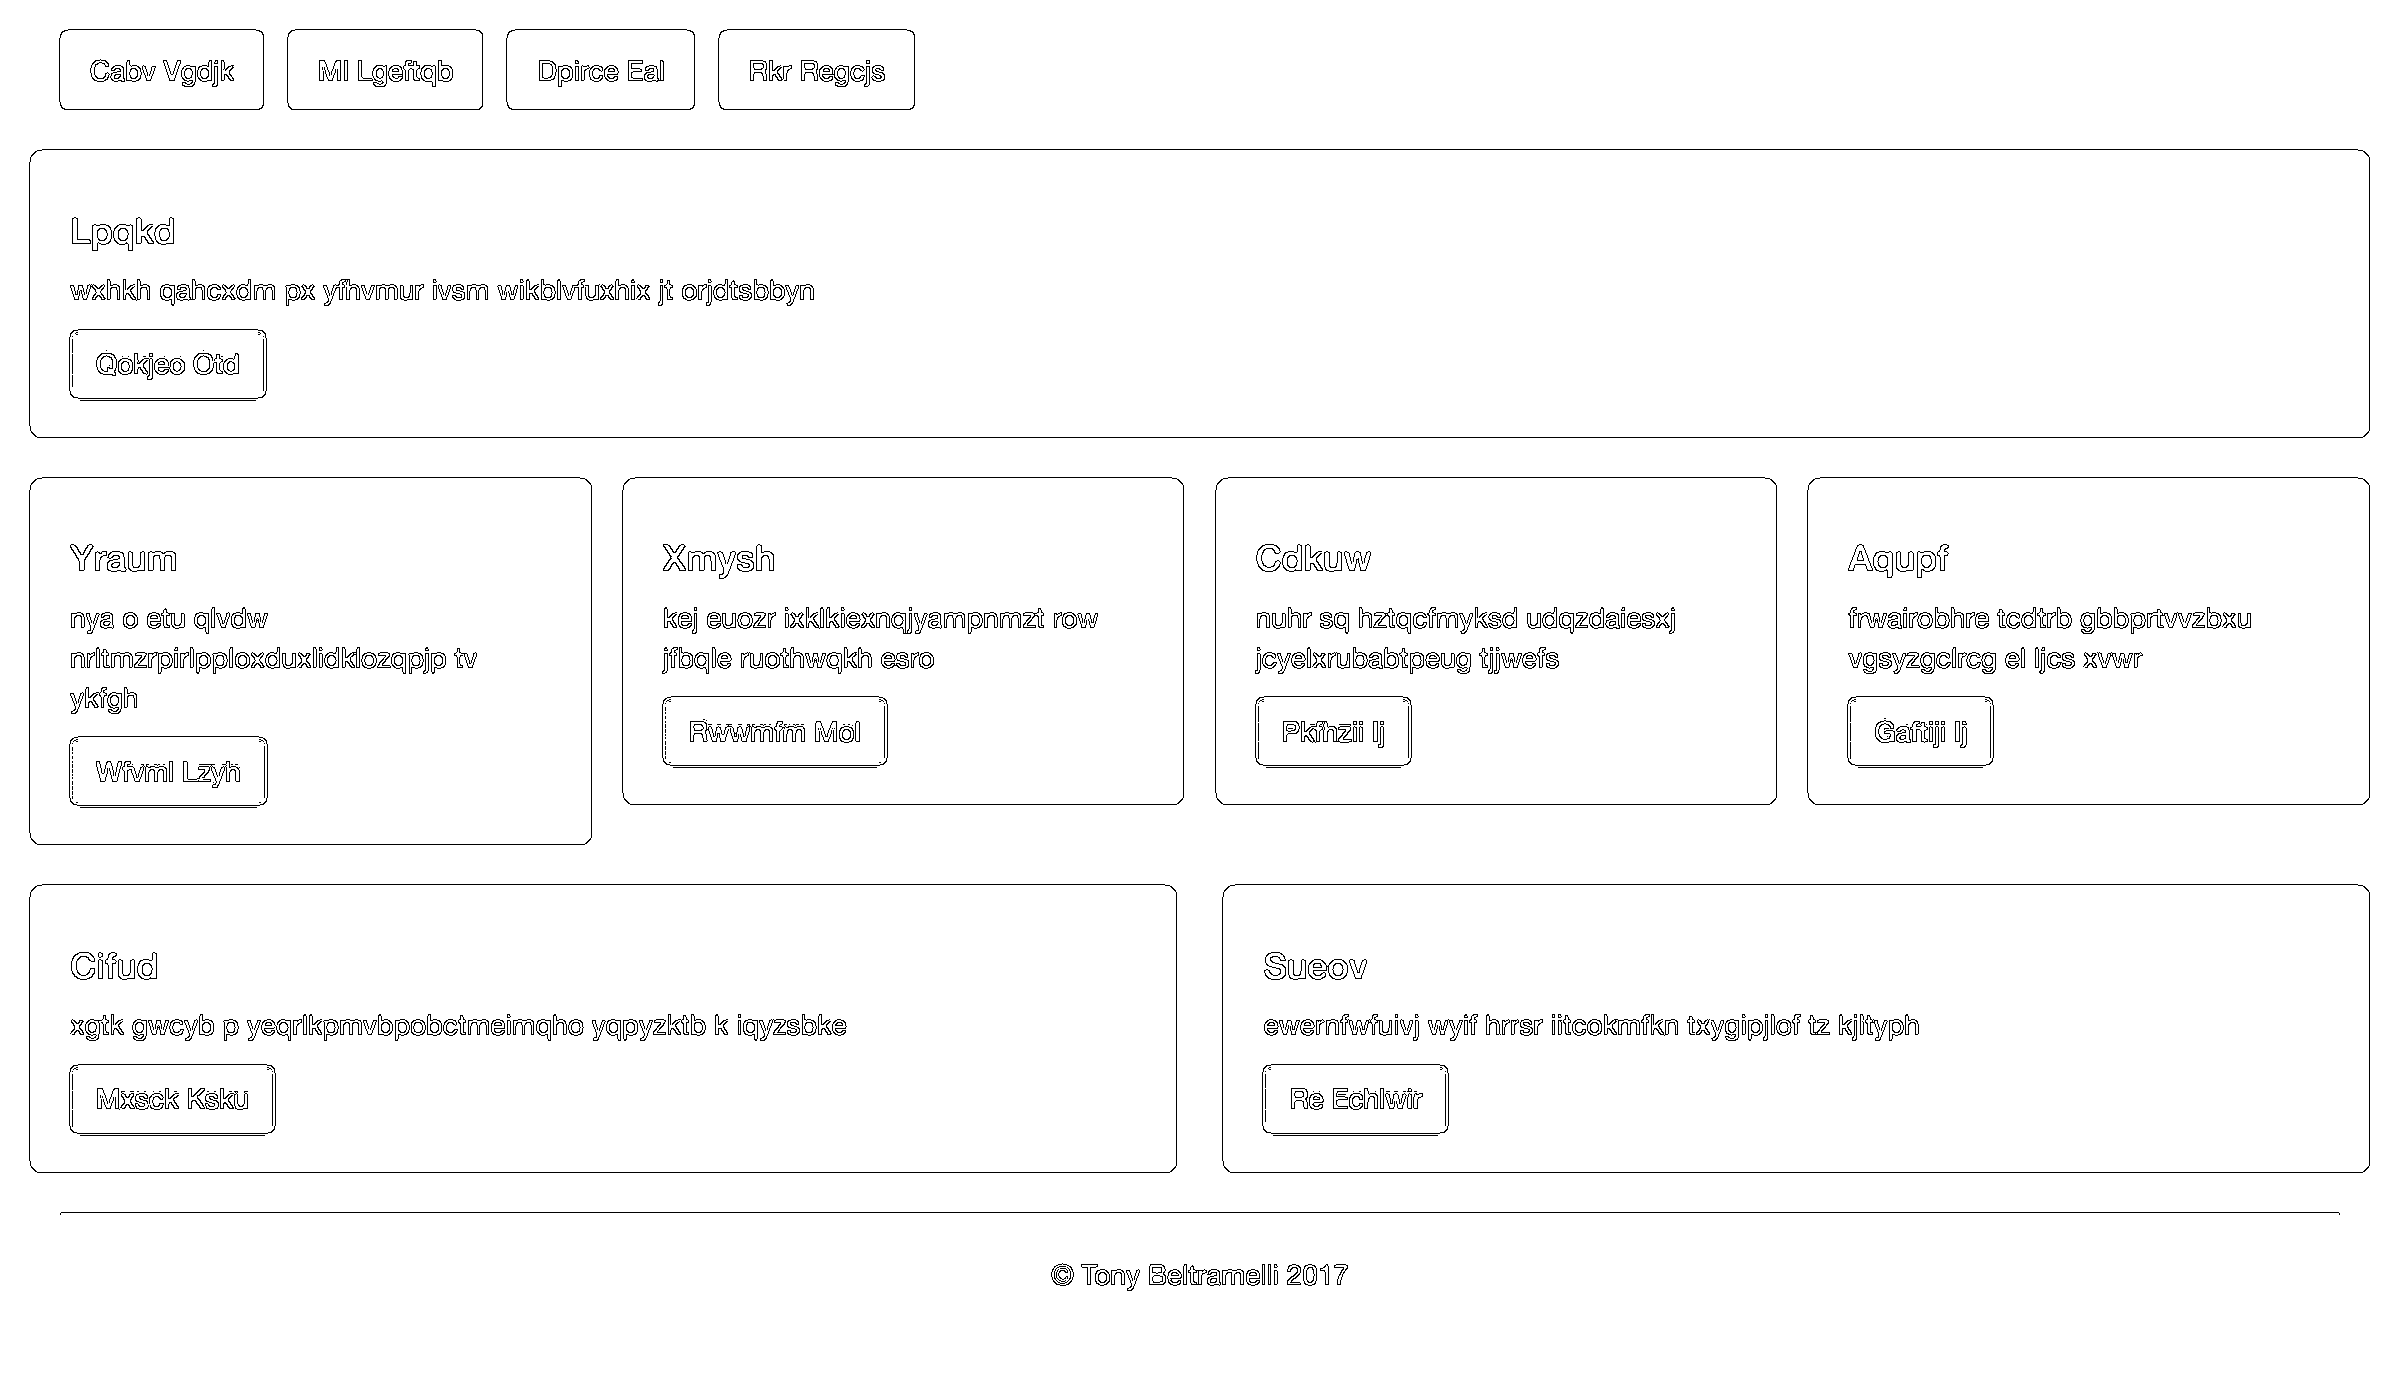 Cabv Vgdjk
Ml Lgeftqb
Dpirce Eal
Rkr Regcjs
Lpqkd
wxhkh qahcxdm px yfhvmur ivsm wikblvfuxhix jt orjdtsbbyn
Qokjeo Otd
Yraum
nya o etu qlvdw
nrltmzrpirlpploxduxlidklozqpjp tv
ykfgh
Wfvml Lzyh
Xmysh
kej euozr ixklkiexnqjyampnmzt row
jfbqle ruothwqkh esro
Rwwmfm Mol
Cdkuw
nuhr sq hztqcfmyksd udqzdaiesxj
jcyelxrubabtpeug tjjwefs
Pkfhzii Ij
Aqupf
frwairobhre tcdtrb gbbprtvvzbxu
vgsyzgclrcg el ljcs xvwr
Gaftiji Ij
Cifud
xgtk gwcyb p yeqrlkpmvbpobctmeimqho yqpyzktb k iqyzsbke
Mxsck Ksku
Sueov
ewernfwfuivj wyif hrrsr iitcokmfkn txygipjlof tz kjltyph
Re Echlwir
© Tony Beltramelli 2017